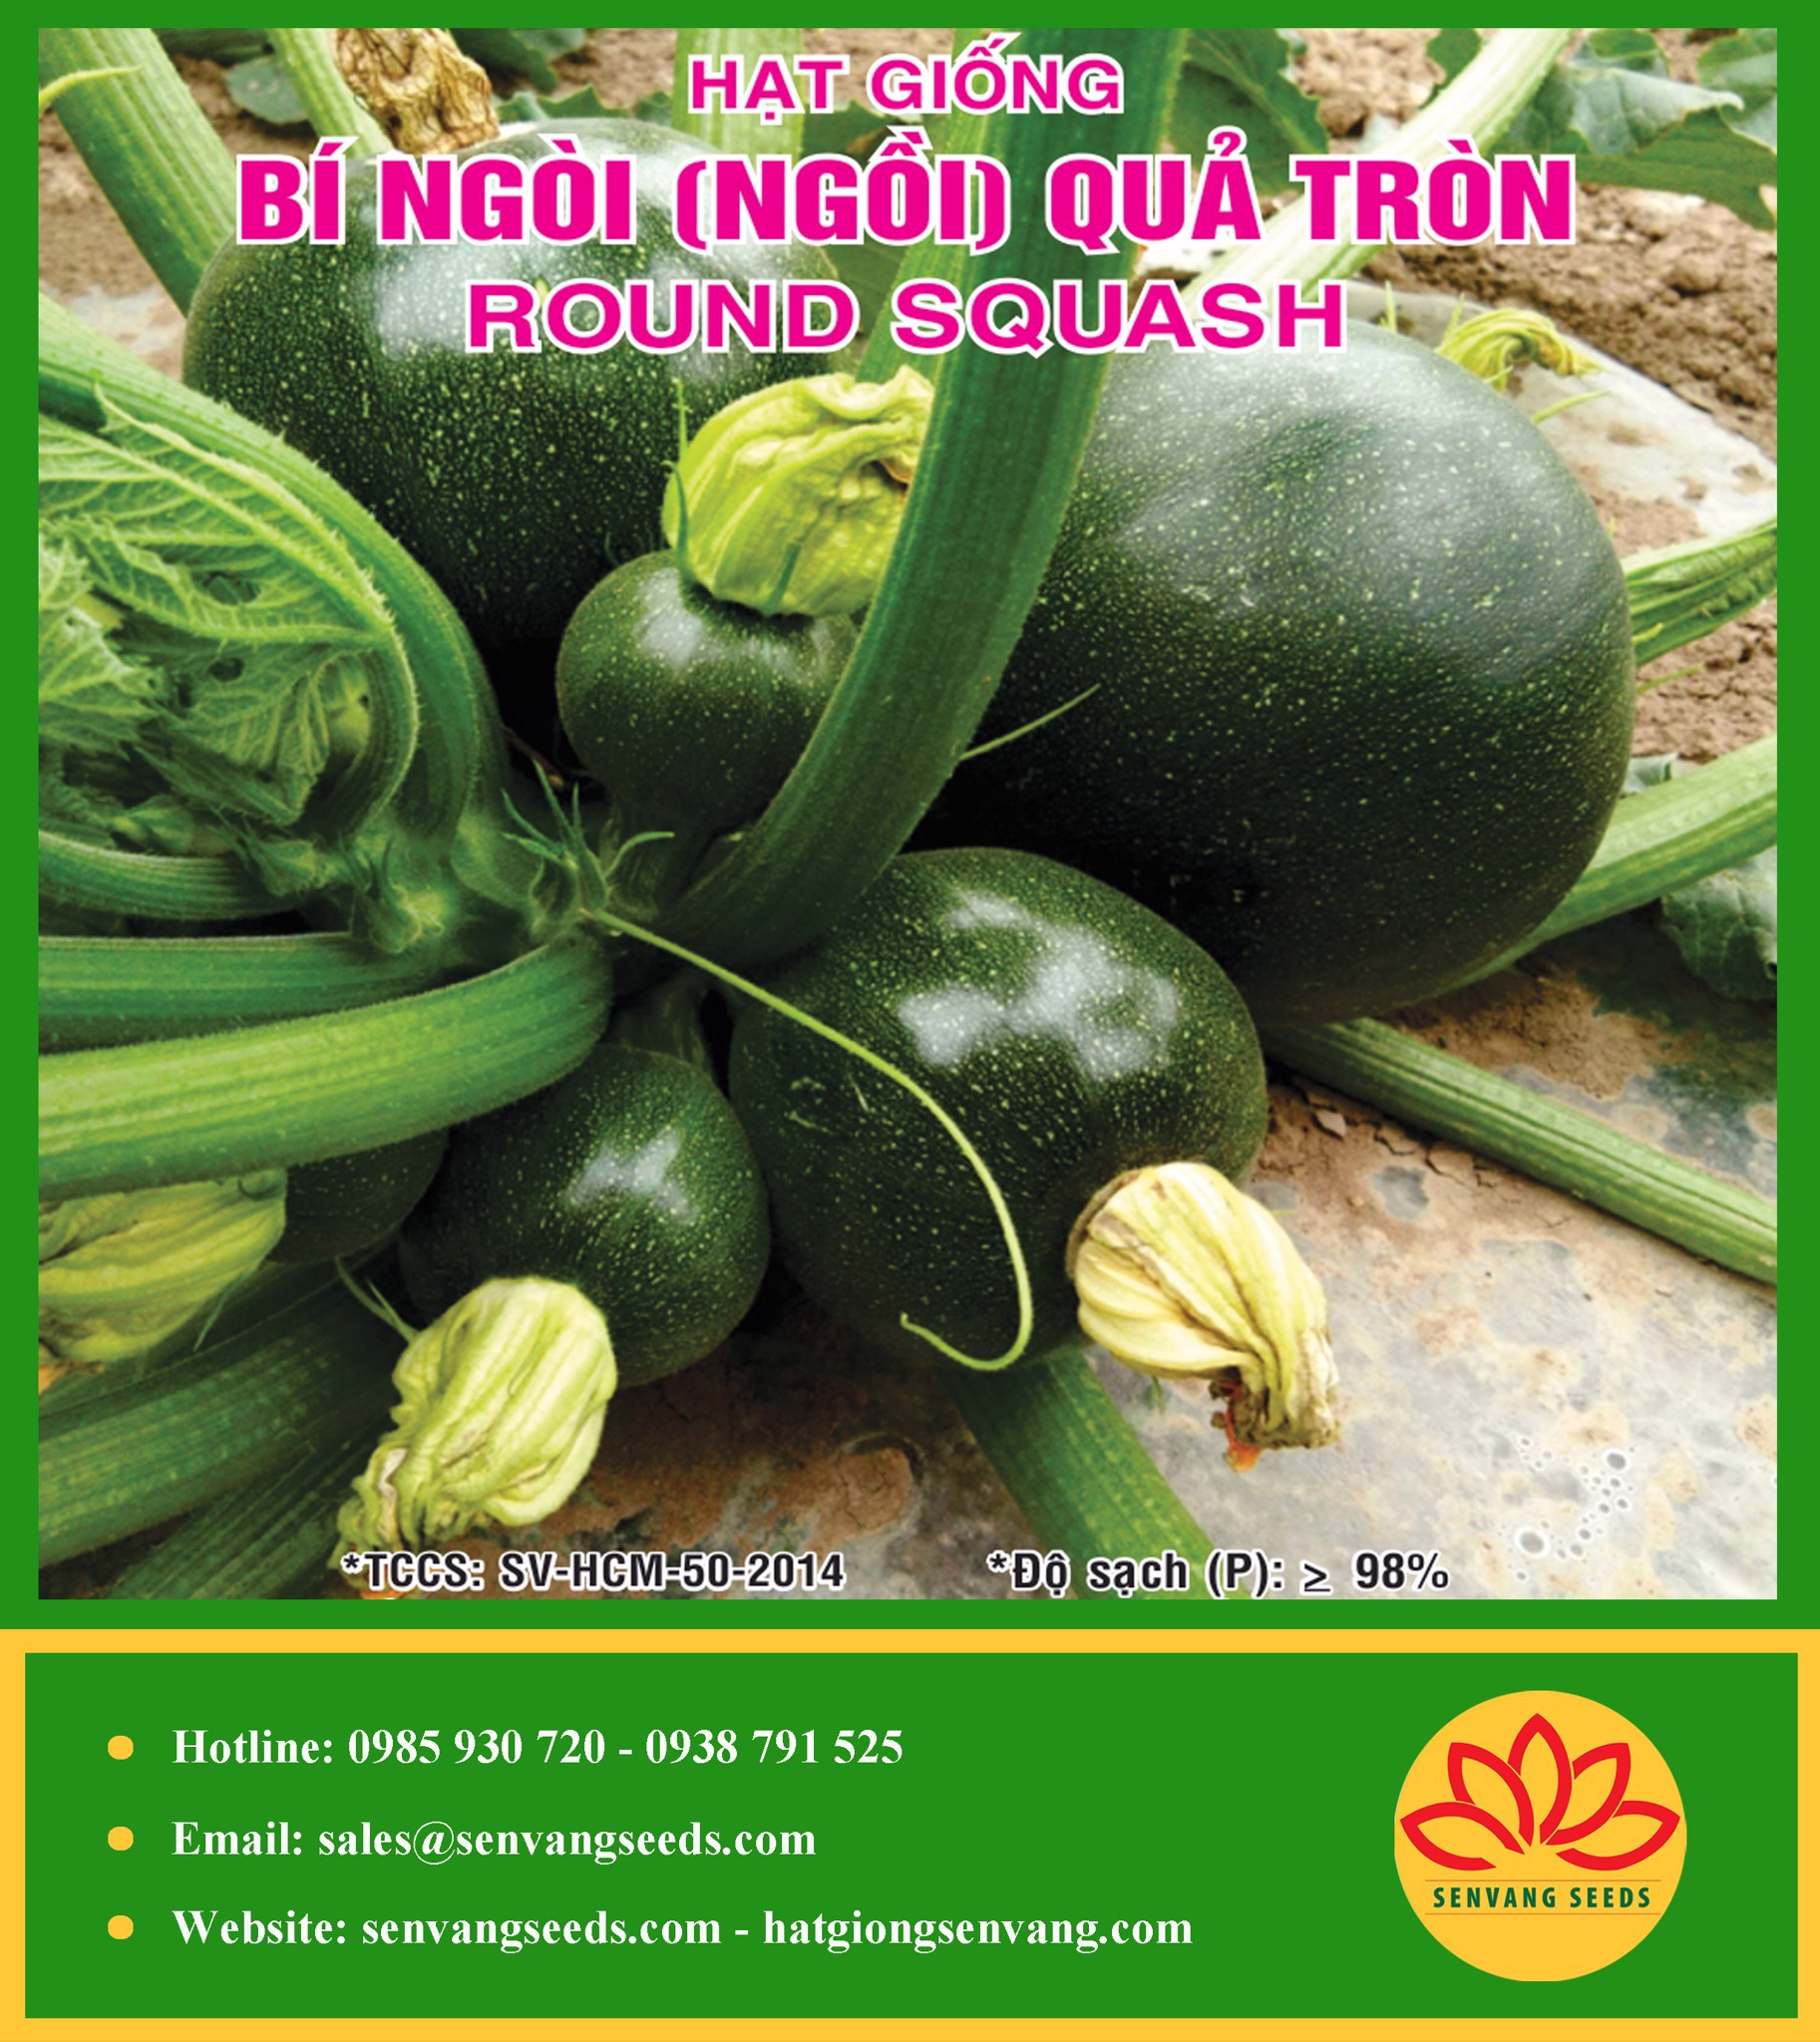 HẠT GIỐNG
BÍ NGÒI (NGỒI) QUẢ TRÒN
ROUND SQUASH
*TCCS: SV-HCM-50-2014 *Độ sạch (P): ≥ 98%
Hotline: 0985 930 720 - 0938 791 525
Email: sales@senvangseeds.com
Website: senvangseeds.com - hatgiongsenvang.com
SENVANG SEEDS